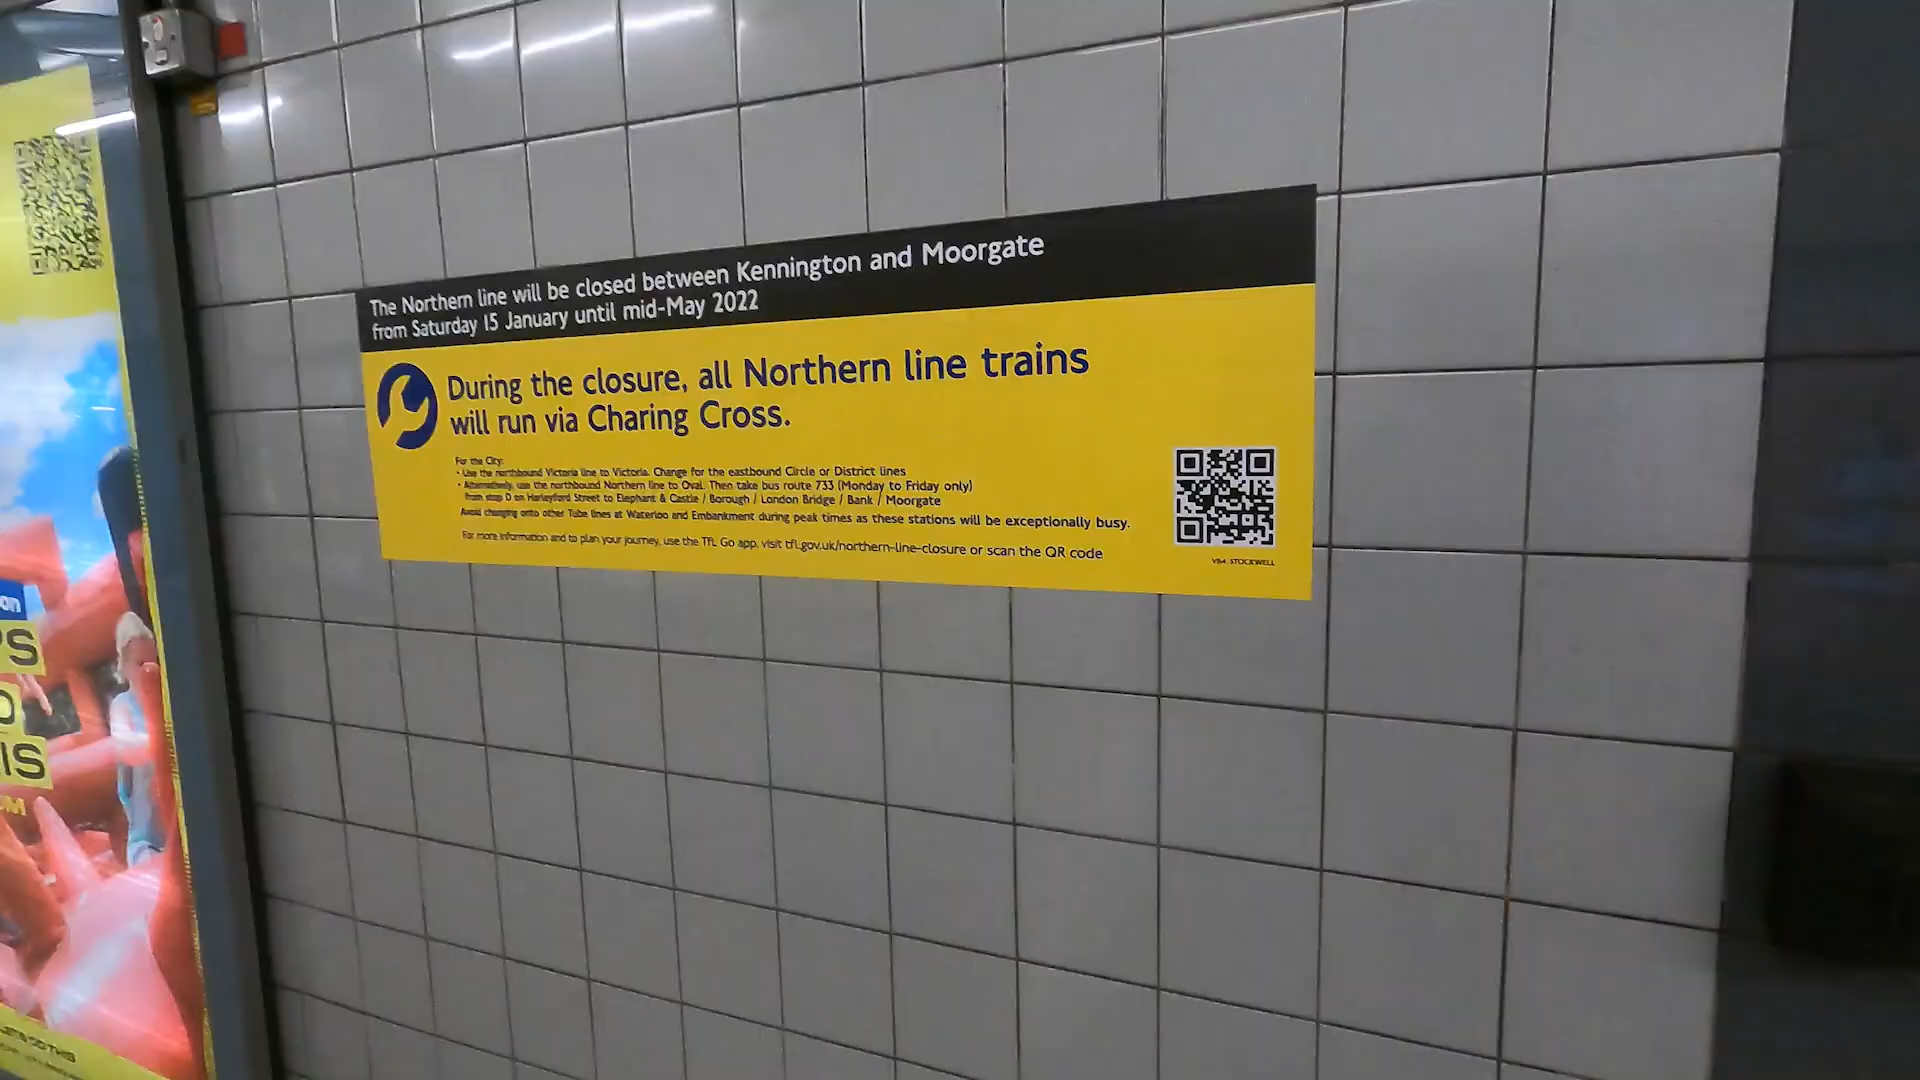 The Northern line will be closed between Kennington and Moorgate
from Saturday 15 January until mid-May 2022
During the closure, all Northern line trains
will run via Charing Cross.
For the City:
• Use the northbound Victoria line to Victoria. Change for the eastbound Circle or District lines
• Alternatively, use the northbound Northern line to Oval. Then take bus route 733 (Monday to Friday only)
from stop D on Harleyford Street to Elephant & Castle / Borough / London Bridge / Bank / Moorgate
Avoid changing onto other Tube lines at Waterloo and Embankment during peak times as these stations will be exceptionally busy.
For more information and to plan your journey, use the TfL Go app, visit tfl.gov.uk/northern-line-closure or scan the QR code
STOCKWELL
on
'S
O
IS
OM
LET'S DO THIS